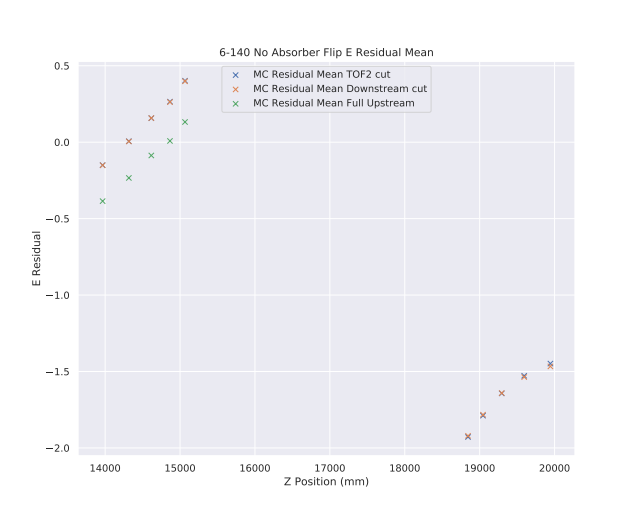 6-140 No Absorber Flip E Residual Mean
MC Residual Mean TOF2 cut
MC Residual Mean Downstream cut
MC Residual Mean Full Upstream
0.5
0.0
−0.5
−1.0
−1.5
−2.0
E Residual
14000 15000 16000 17000 18000 19000 20000
Z Position (mm)